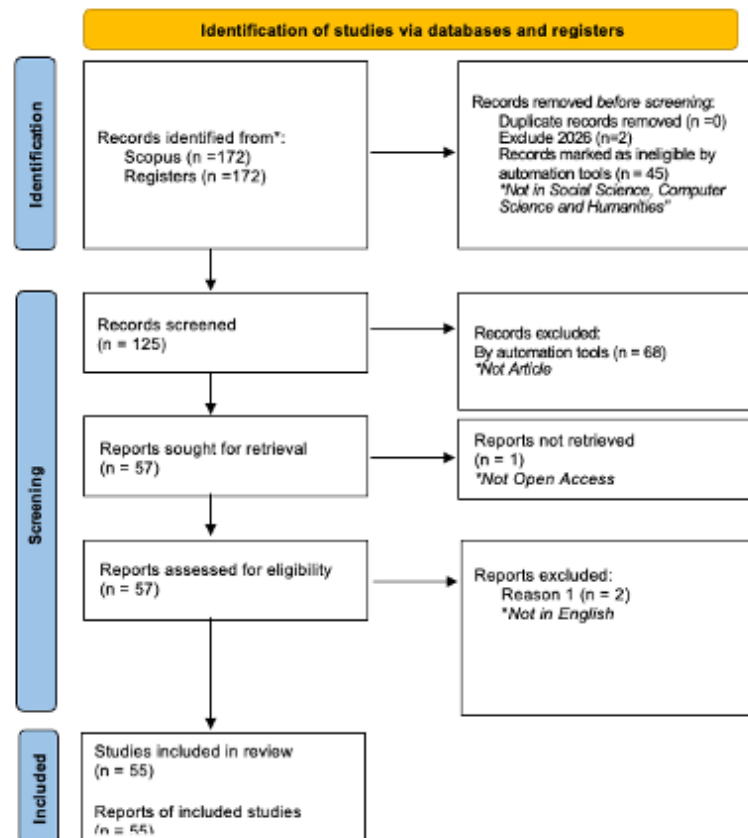 Identification of studies via databases and registers
Identification
Records identified from*:
Scopus (n =172)
Registers (n =172)
Records removed before screening:
Duplicate records removed (n =0)
Exclude 2026 (n=2)
Records marked as ineligible by
automation tools (n = 45)
*Not in Social Science, Computer
Science and Humanities"
Screening
Records screened
(n = 125)
Records excluded:
By automation tools (n = 68)
*Not Article
Reports sought for retrieval
(n = 57)
Reports not retrieved
(n = 1)
*Not Open Access
Reports assessed for eligibility
(n = 57)
Reports excluded:
Reason 1 (n = 2)
*Not in English
Included
Studies included in review
(n = 55)
Reports of included studies
(n = 55)